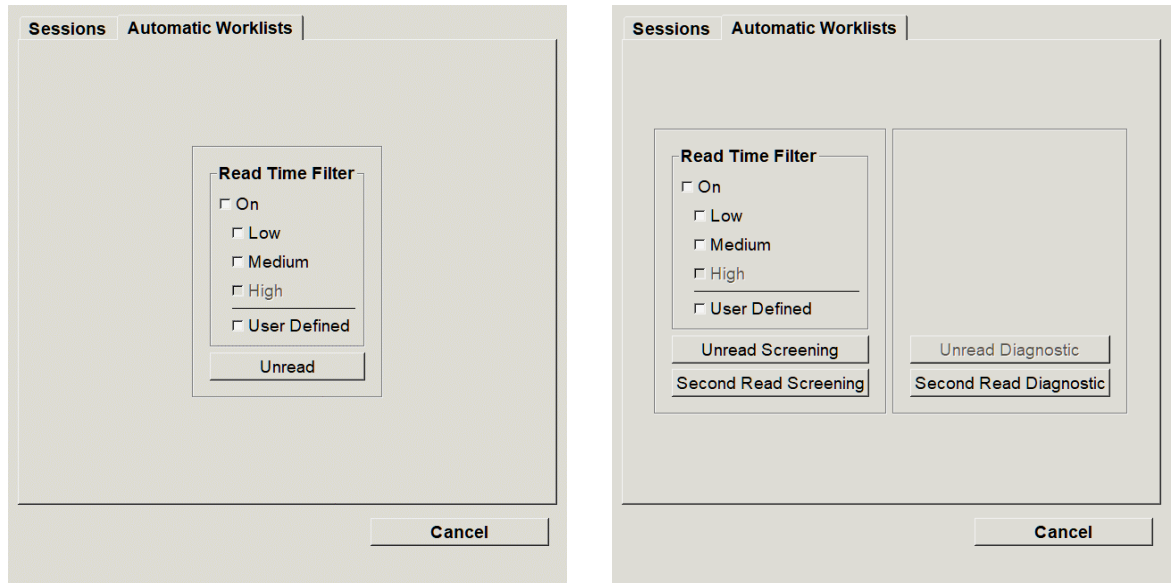 Sessions Automatic Worklists
Read Time Filter
On
Low
Medium
High
User Defined
Unread
Cancel
Sessions Automatic Worklists
Read Time Filter
On
Low
Medium
High
User Defined
Unread Screening
Second Read Screening
Unread Diagnostic
Second Read Diagnostic
Cancel